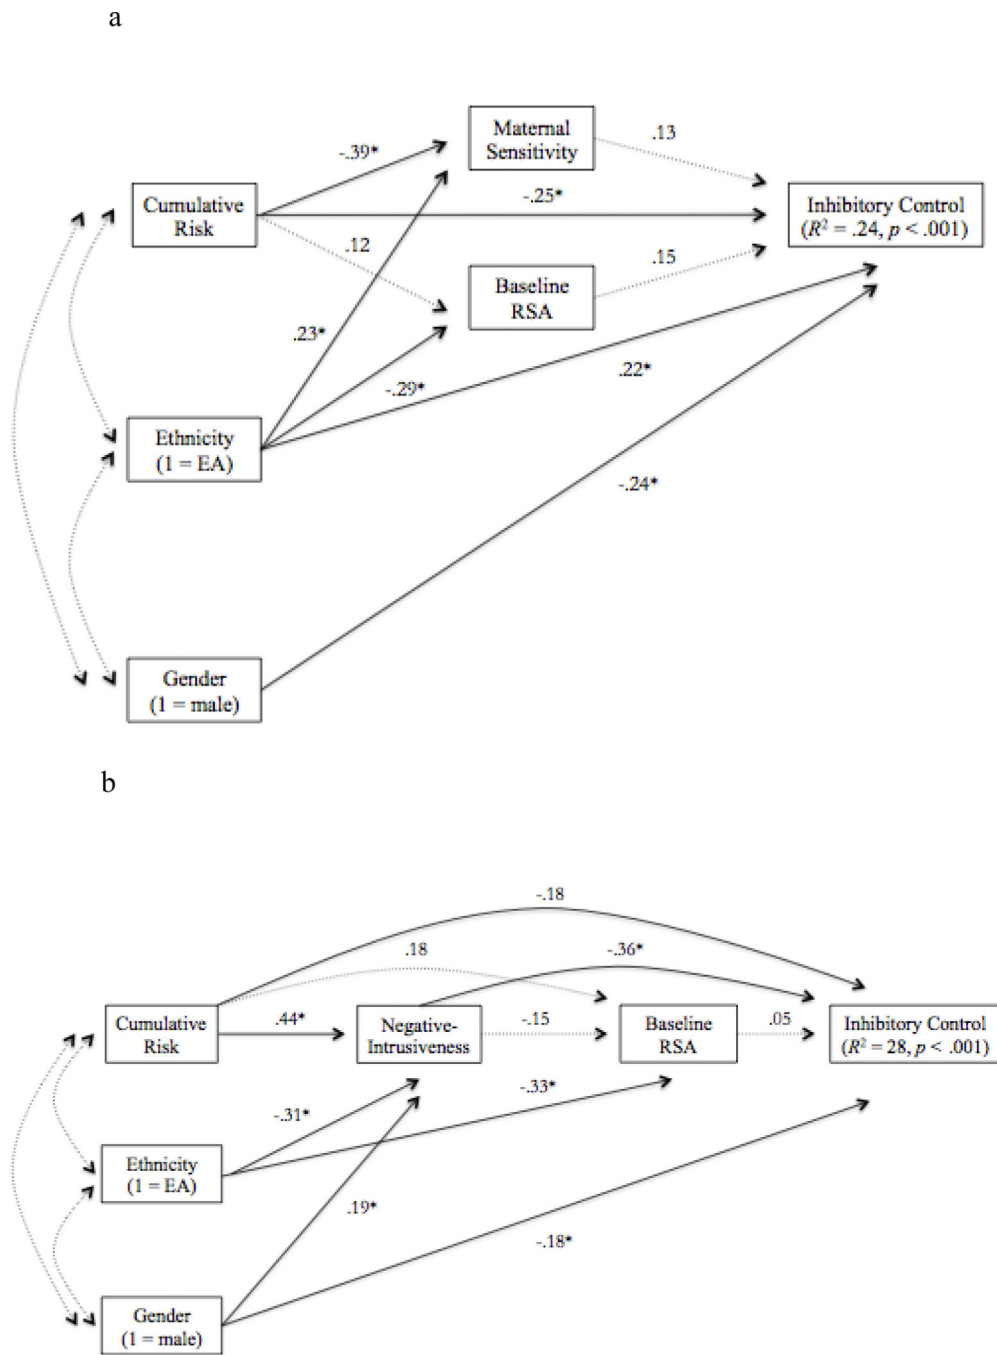 a
Maternal
Sensitivity
.13
-.39*
Cumulative
Risk
-.25*
Inhibitory Control
(R² = .24, p < .001)
.12
.15
Baseline
RSA
.23*
-.29*
.22*
Ethnicity
(1 = EA)
-.24*
Gender
(1 = male)
b
-.18
.18
-.36*
Cumulative
Risk
.44*
Negative-
Intrusiveness
-.15
Baseline
RSA
.05
Inhibitory Control
(R² = 28, p < .001)
-.31*
-.33*
Ethnicity
(1 = EA)
.19*
-.18*
Gender
(1 = male)